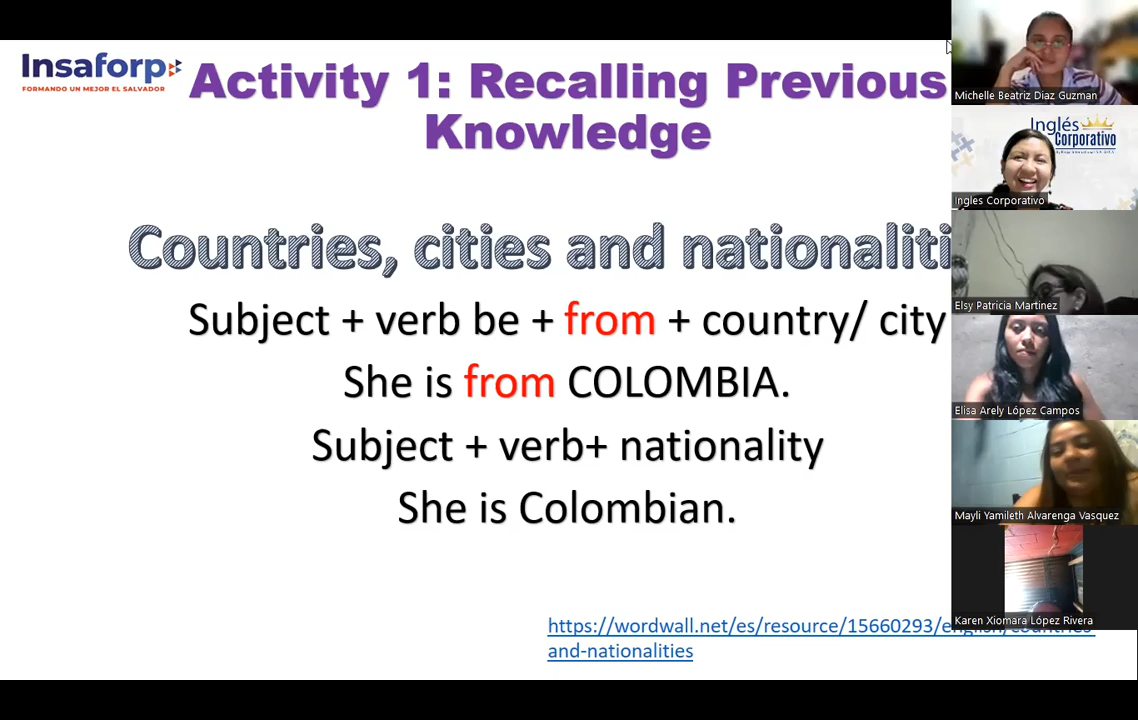 Insaforp
FORMANDO UN MEJOR EL SALVADOR
Activity 1: Recalling Previous
Knowledge
Countries, cities and nationaliti
Subject + verb be + from + country/ city
She is from COLOMBIA.
Subject + verb+ nationality
She is Colombian.
https://wordwall.net/es/resource/15660293/english/countries-
and-nationalities
Michelle Beatriz Diaz Guzman
Inglés
Corporativo
Ingles Corporativo
Elsy Patricia Martinez
Elisa Arely López Campos
Mayli Yamileth Alvarenga Vasquez
Karen Xiomara López Rivera